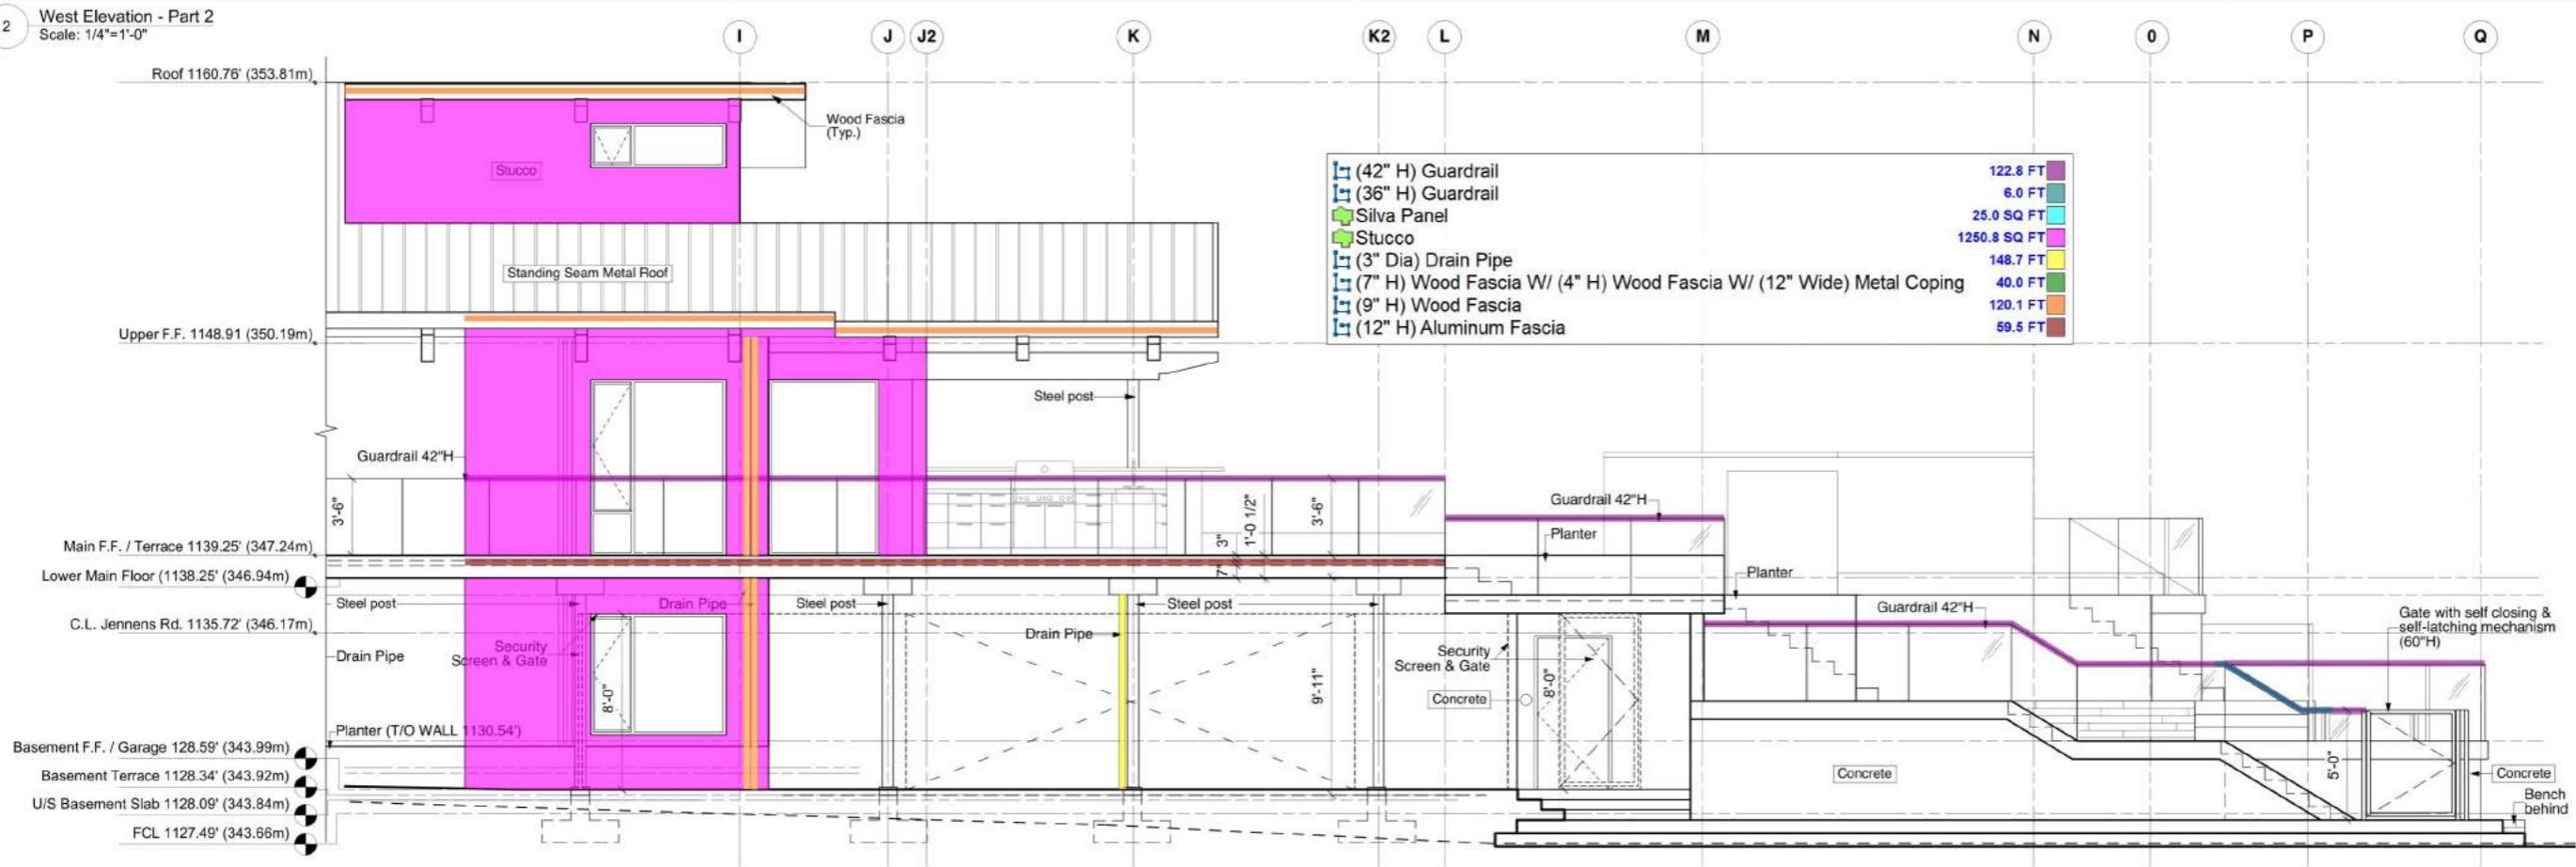 2
West Elevation - Part 2
Scale: 1/4"=1'-0"
I
J
J2
K
K2
L
M
N
0
P
Q
Roof 1160.76' (353.81m)
Wood Fascia
(Typ.)
Stucco
(42" H) Guardrail 122.8 FT
(36" H) Guardrail 6.0 FT
Silva Panel 25.0 SQ FT
Stucco 1250.8 SQ FT
(3" Dia) Drain Pipe 148.7 FT
(7" H) Wood Fascia W/ (4" H) Wood Fascia W/ (12" Wide) Metal Coping 40.0 FT
(9" H) Wood Fascia 120.1 FT
(12" H) Aluminum Fascia 59.5 FT
Standing Seam Metal Roof
Upper F.F. 1148.91 (350.19m)
Steel post
Guardrail 42"H
3'-6"
1'-0 1/2"
3'-6"
3"
7"
Guardrail 42"H
Planter
Main F.F. / Terrace 1139.25' (347.24m)
Lower Main Floor (1138.25' (346.94m)
Planter
Steel post
Drain Pipe
Steel post
Steel post
Guardrail 42"H
Gate with self closing &
self-latching mechanism
(60"H)
C.L. Jennens Rd. 1135.72' (346.17m)
Drain Pipe
Security
Screen & Gate
Drain Pipe
Security
Screen & Gate
8'-0"
9'-11"
8'-0"
Concrete
Planter (T/O WALL 1130.54')
Basement F.F. / Garage 128.59' (343.99m)
Basement Terrace 1128.34' (343.92m)
U/S Basement Slab 1128.09' (343.84m)
FCL 1127.49' (343.66m)
Concrete
5'-0"
Concrete
Bench
behind